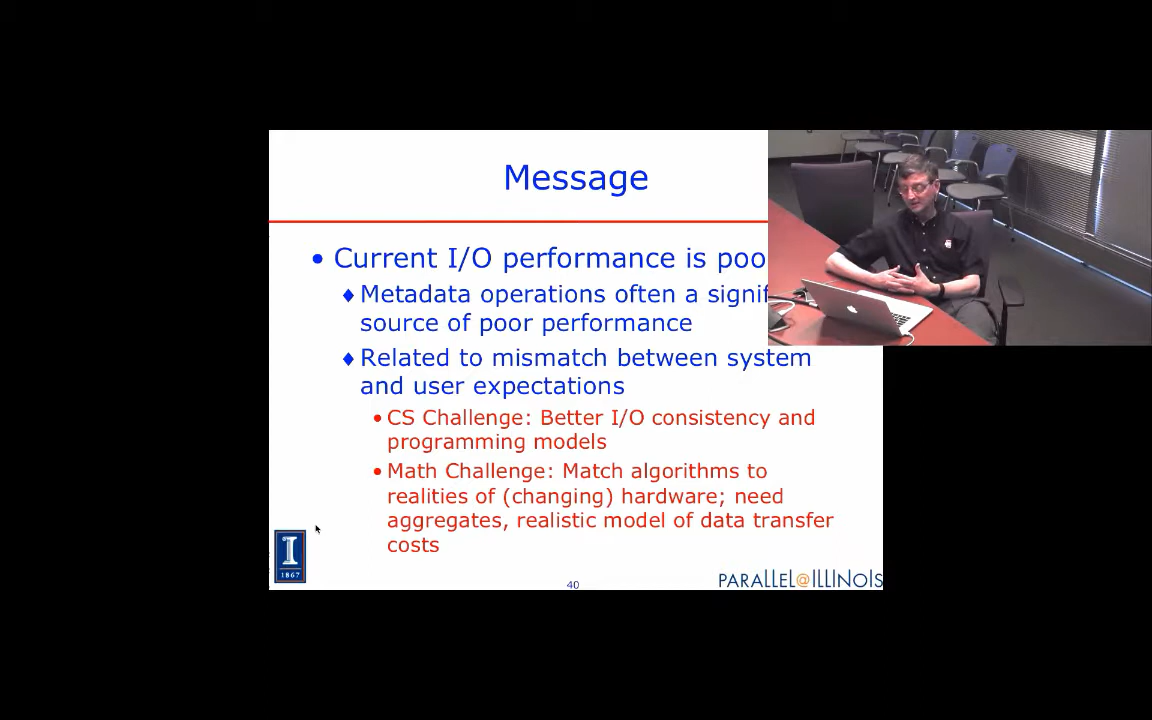 Message
• Current I/O performance is
♦ Metadata operations often a
source of poor performance
♦ Related to mismatch between system
and user expectations
• CS Challenge: Better I/O consistency and
programming models
• Math Challenge: Match algorithms to
realities of (changing) hardware; need
aggregates, realistic model of data transfer
costs
I
1867
40
PARALLEL@ILLINOIS